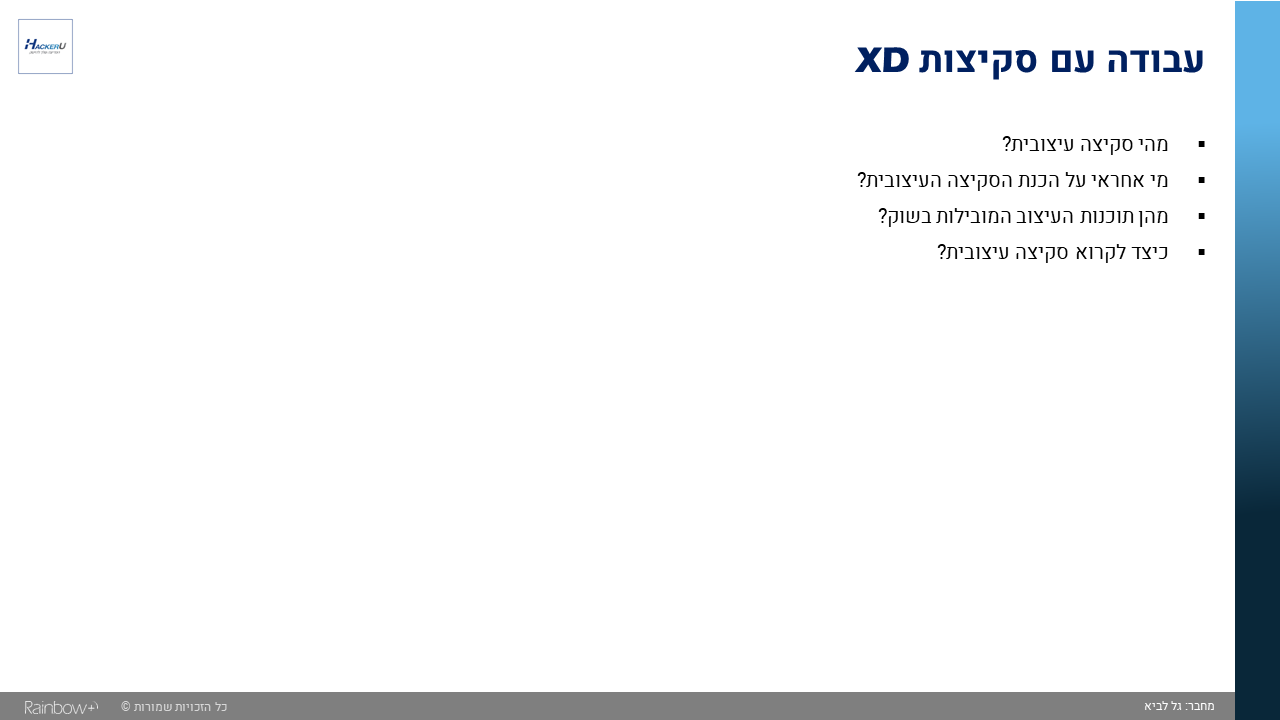 HACKERU
עבודה עם סקיצות XD
מהי סקיצה עיצובית?
מי אחראי על הכנת הסקיצה העיצובית?
מהן תוכנות העיצוב המובילות בשוק?
כיצד לקרוא סקיצה עיצובית?
מחבר: גל לביא
כל הזכויות שמורות ©
Rainbow+